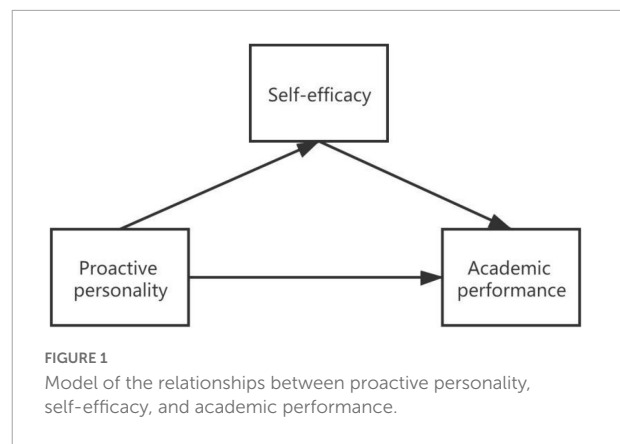 Self-efficacy
Proactive
personality
Academic
performance
FIGURE 1
Model of the relationships between proactive personality,
self-efficacy, and academic performance.